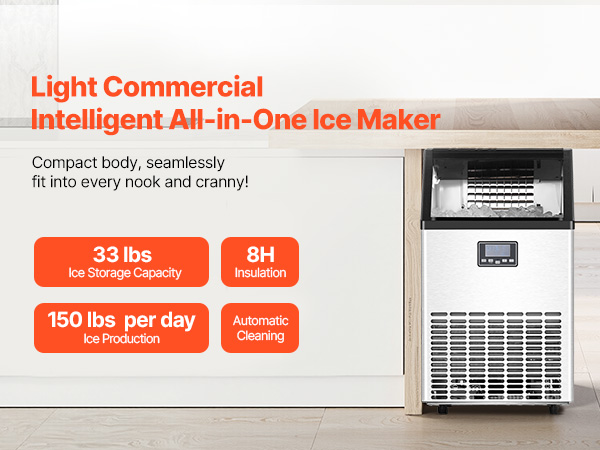 Light Commercial
Intelligent All-in-One Ice Maker
Compact body, seamlessly
fit into every nook and cranny!
33 lbs
Ice Storage Capacity
8H
Insulation
150 lbs per day
Ice Production
Automatic
Cleaning